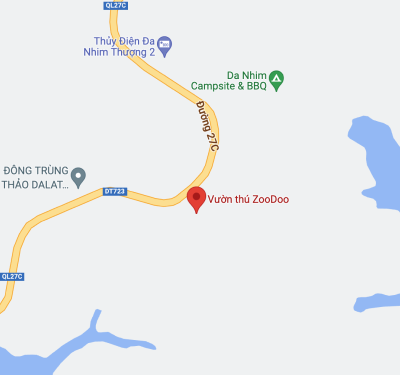 QL27C
Thủy Điện Đa
Nhim Thượng 2
Da Nhim
Campsite & BBQ
Đường 27C
ĐÔNG TRÙNG
THẢO DALAT...
ĐT723
Vườn thú ZooDoo
QL27C